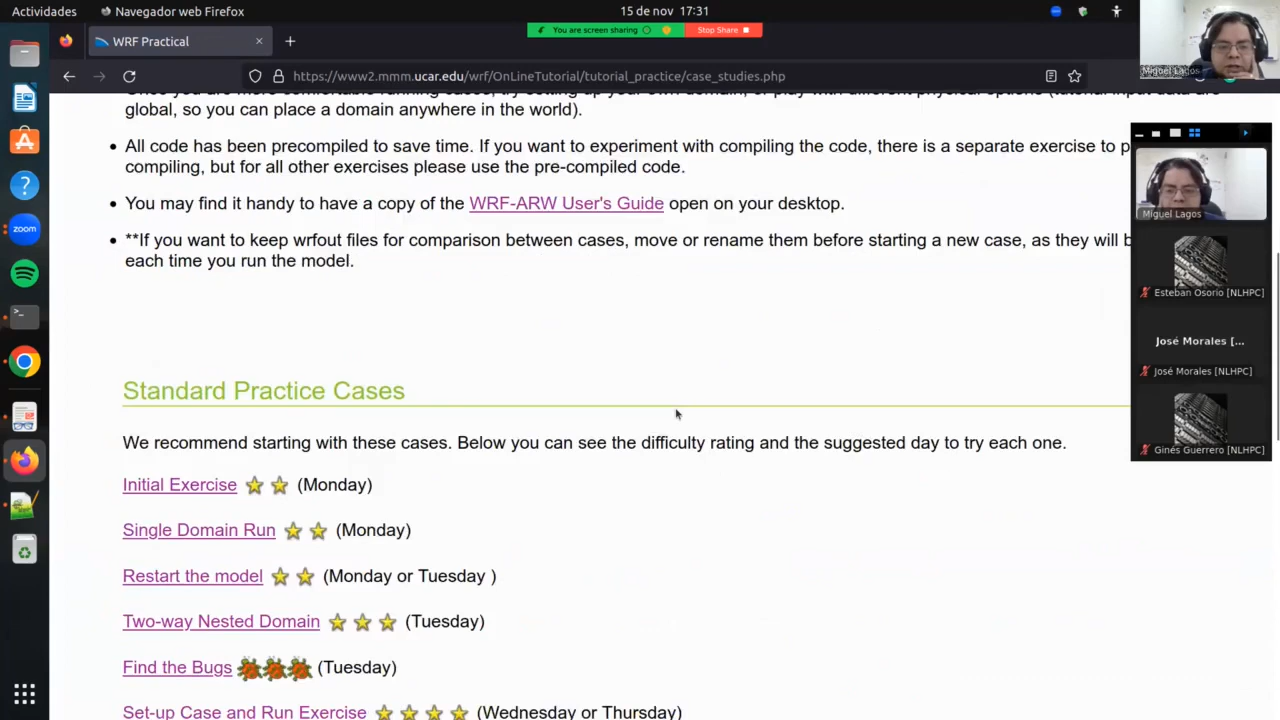 Actividades
Navegador web Firefox
15 de nov 17:31
You are screen sharing
Stop Share
WRF Practical
https://www2.mmm.ucar.edu/wrf/OnLineTutorial/tutorial_practice/case_studies.php
Miguel Lagos
global, so you can place a domain anywhere in the world).
All code has been precompiled to save time. If you want to experiment with compiling the code, there is a separate exercise to p
compiling, but for all other exercises please use the pre-compiled code.
You may find it handy to have a copy of the WRF-ARW User's Guide open on your desktop.
**If you want to keep wrfout files for comparison between cases, move or rename them before starting a new case, as they will b
each time you run the model.
Standard Practice Cases
We recommend starting with these cases. Below you can see the difficulty rating and the suggested day to try each one.
Initial Exercise (Monday)
Single Domain Run (Monday)
Restart the model (Monday or Tuesday )
Two-way Nested Domain (Tuesday)
Find the Bugs (Tuesday)
Set-up Case and Run Exercise (Wednesday or Thursday)
zoom
Miguel Lagos
Esteban Osorio [NLHPC]
José Morales [...
José Morales [NLHPC]
Ginés Guerrero [NLHPC]